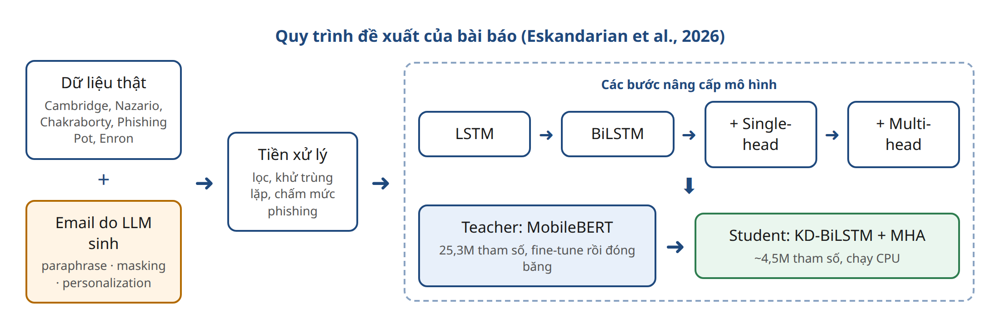 Quy trình đề xuất của bài báo (Eskandarian et al., 2026)
Dữ liệu thật
Cambridge, Nazario,
Chakraborty, Phishing
Pot, Enron
+
Email do LLM
sinh
paraphrase · masking
· personalization
Tiền xử lý
lọc, khử trùng
lặp, chấm mức
phishing
Các bước nâng cấp mô hình
LSTM
BiLSTM
+ Single-
head
+ Multi-
head
Teacher: MobileBERT
25,3M tham số, fine-tune rồi đóng
băng
Student: KD-BiLSTM + MHA
~4,5M tham số, chạy CPU